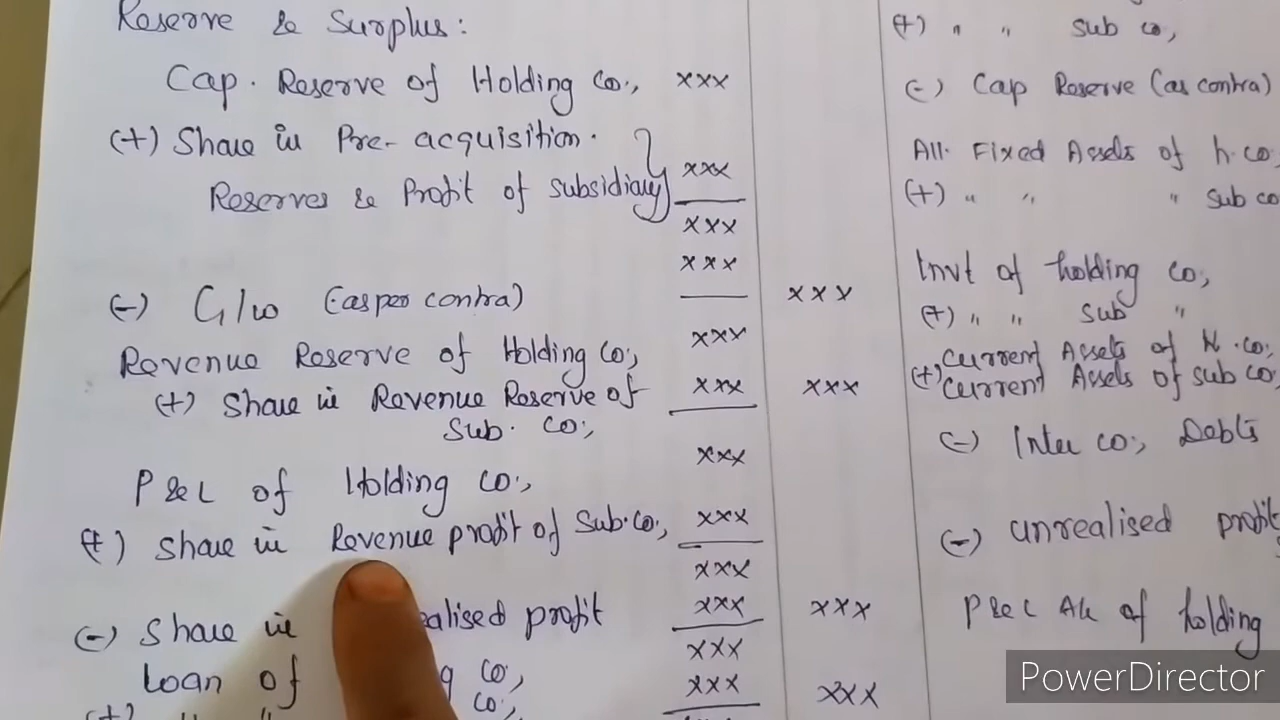 Reserve & Surplus:
Cap. Reserve of Holding Co., xxx
(+) Share in Pre-acquisition.
Reserves & Profit of subsidiary xxx
xxx
xxx
(-) G/w (as per contra) xxx
Revenue Reserve of Holding Co:, xxx
(+) Share in Revenue Reserve of xxx xxx
Sub. Co:,
P&L of Holding Co., xxx
(+) Share in Revenue profit of Sub.Co., xxx
xxx
(-) Share in alised profit xxx xxx
xxx
Loan of g Co:, xxx xxx
(+) " " Co:,
(+) " " Sub Co,
(-) Cap Reserve (as contra)
All. Fixed Assets of h.co.
(+) " " " Sub co
Invt of holding Co,
(+) " " Sub "
Current Assets of H.co:,
(+) Current Assets of Sub co
(-) Inter co:, Debts
(-) unrealised profit
P&L A/c of holding
PowerDirector